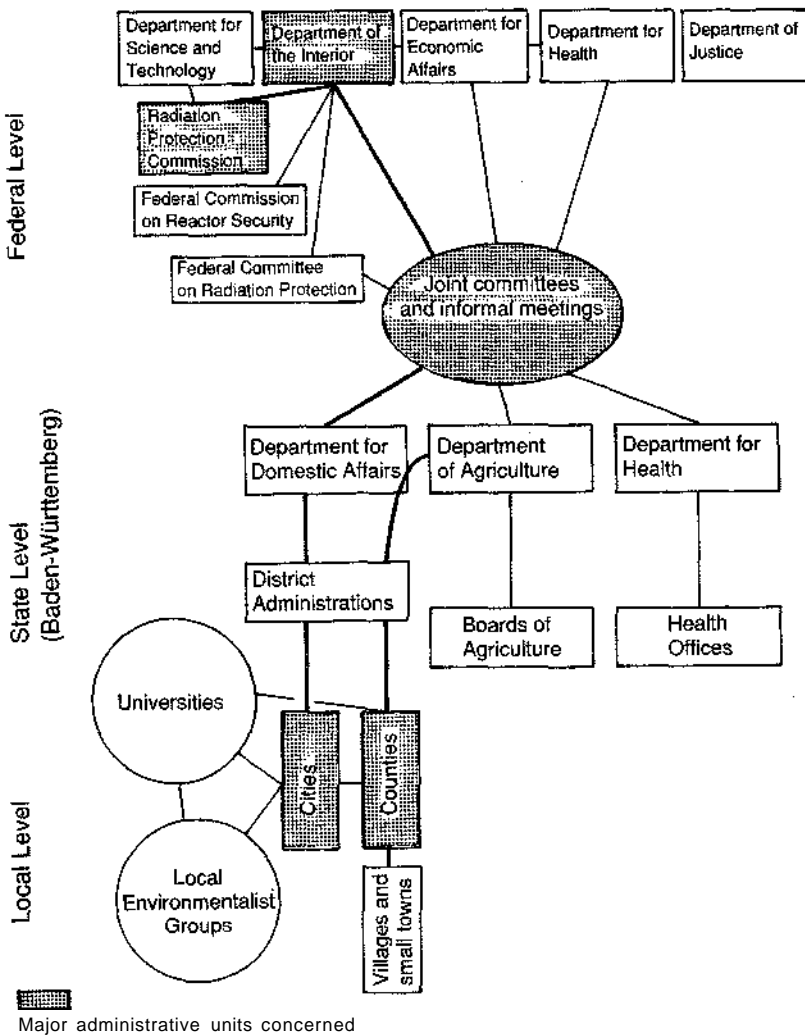 Department for
Science and
Technology
Department of
the Interior
Department for
Economic
Affairs
Department for
Health
Department of
Justice
Radiation
Protection
Commission
Federal Commission
on Reactor Security
Federal Committee
on Radiation Protection
Joint committees
and informal meetings
Federal Level
Department for
Domestic Affairs
Department
of Agriculture
Department for
Health
District
Administrations
Boards of
Agriculture
Health
Offices
State Level
(Baden-Württemberg)
Universities
Cities
Counties
Local
Environmentalist
Groups
Villages and
small towns
Local Level
Major administrative units concerned